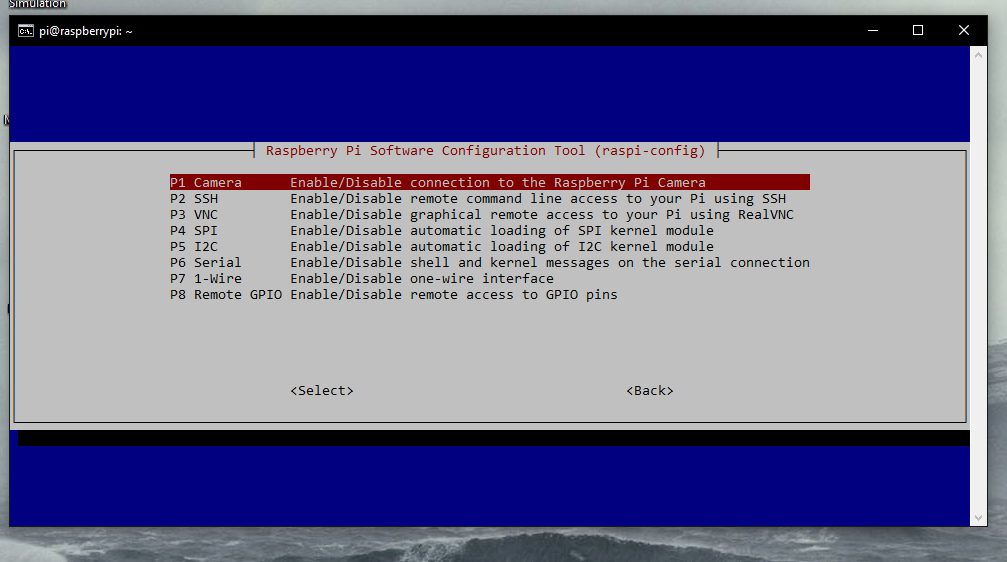 Simulation
pi@raspberrypi: ~
Raspberry Pi Software Configuration Tool (raspi-config)
P1 Camera Enable/Disable connection to the Raspberry Pi Camera
P2 SSH Enable/Disable remote command line access to your Pi using SSH
P3 VNC Enable/Disable graphical remote access to your Pi using RealVNC
P4 SPI Enable/Disable automatic loading of SPI kernel module
P5 I2C Enable/Disable automatic loading of I2C kernel module
P6 Serial Enable/Disable shell and kernel messages on the serial connection
P7 1-Wire Enable/Disable one-wire interface
P8 Remote GPIO Enable/Disable remote access to GPIO pins
<Select> <Back>